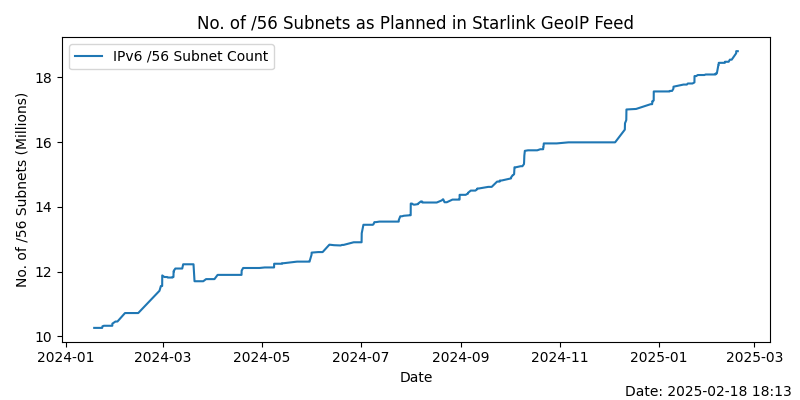 No. of /56 Subnets as Planned in Starlink GeoIP Feed
IPv6 /56 Subnet Count
No. of /56 Subnets (Millions)
18
16
14
12
10
2024-01 2024-03 2024-05 2024-07 2024-09 2024-11 2025-01 2025-03
Date
Date: 2025-02-18 18:13